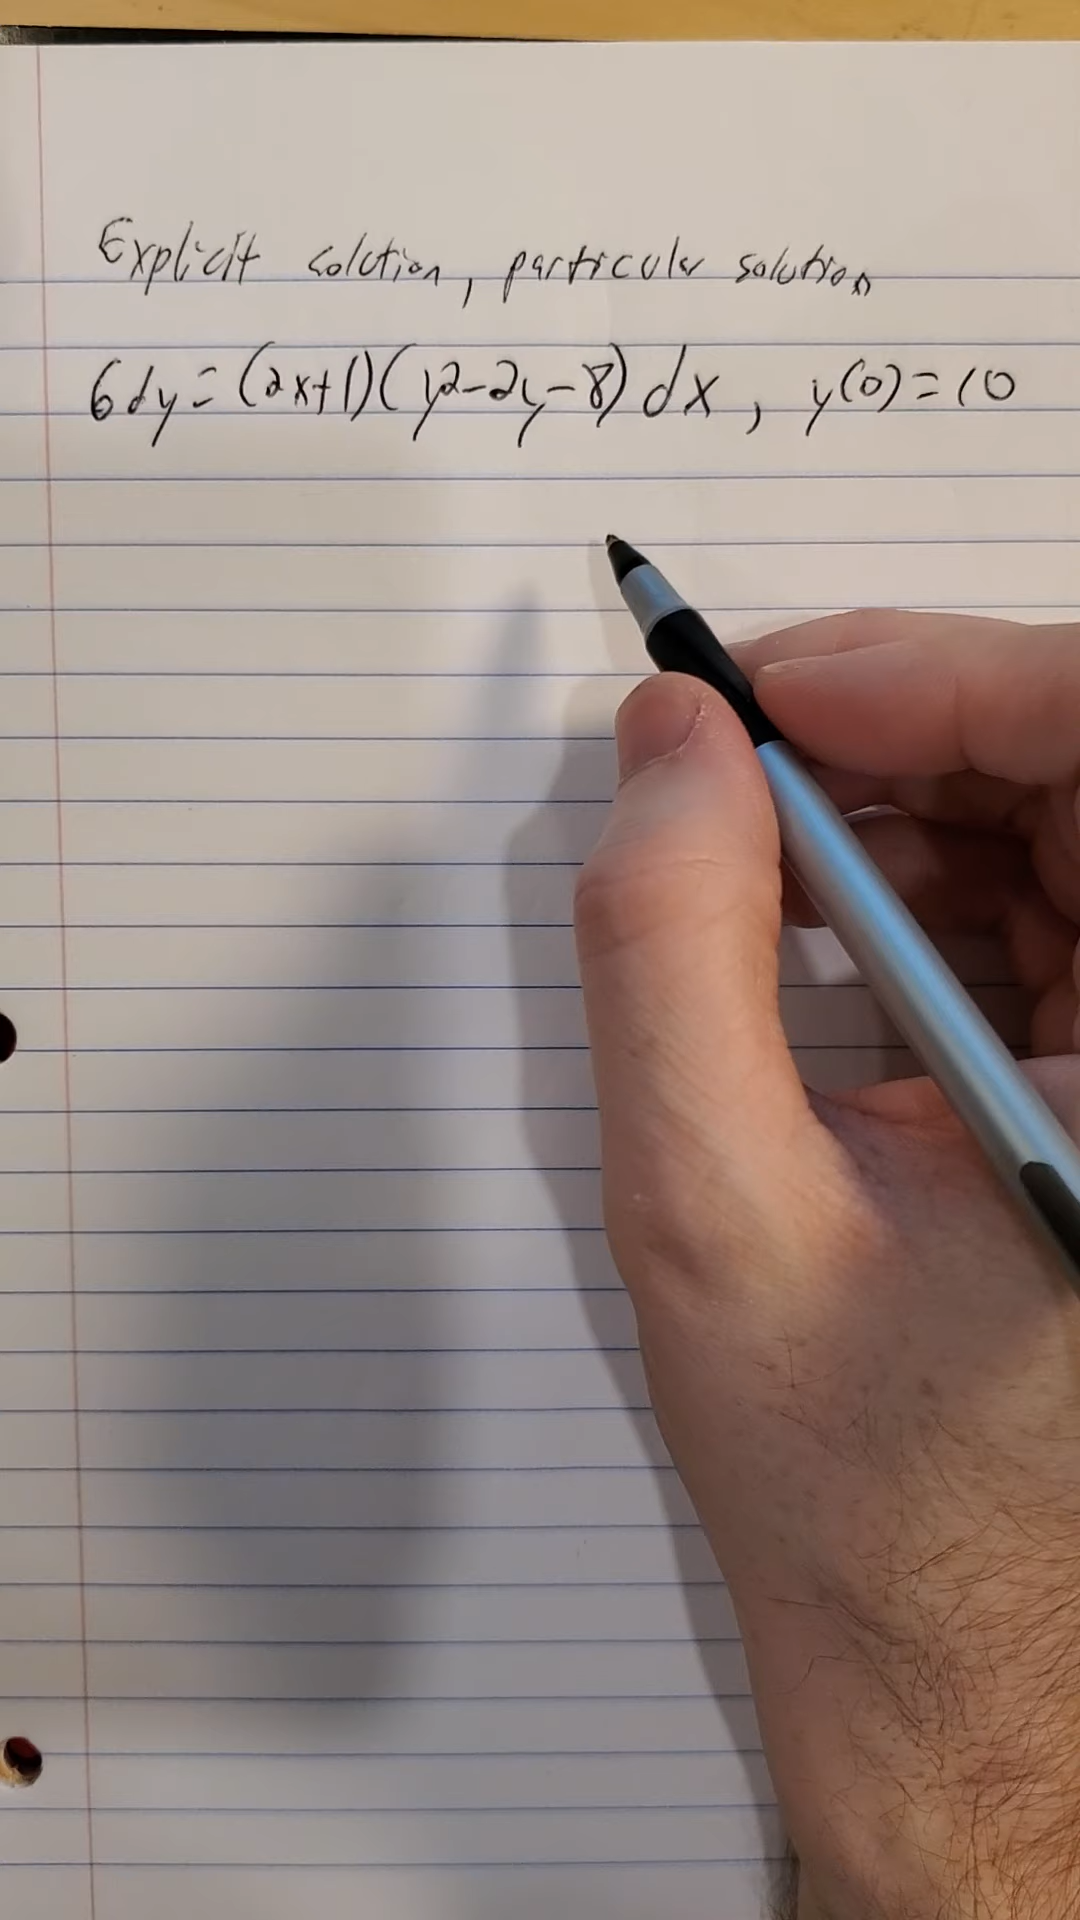 Explicit solution, particular solution
6dy = (2x+1)(y²-2y-8) dx, y(0) = 10